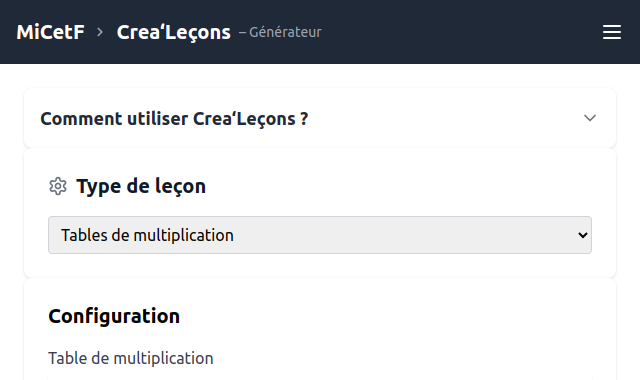 MiCetF > Crea‘Leçons – Générateur
Comment utiliser Crea‘Leçons ?
Type de leçon
Tables de multiplication
Configuration
Table de multiplication